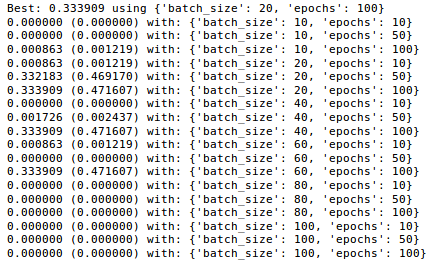 Best: 0.333909 using {'batch_size': 20, 'epochs': 100}
0.000000 (0.000000) with: {'batch_size': 10, 'epochs': 10}
0.000000 (0.000000) with: {'batch_size': 10, 'epochs': 50}
0.000863 (0.001219) with: {'batch_size': 10, 'epochs': 100}
0.000863 (0.001219) with: {'batch_size': 20, 'epochs': 10}
0.332183 (0.469170) with: {'batch_size': 20, 'epochs': 50}
0.333909 (0.471607) with: {'batch_size': 20, 'epochs': 100}
0.000000 (0.000000) with: {'batch_size': 40, 'epochs': 10}
0.001726 (0.002437) with: {'batch_size': 40, 'epochs': 50}
0.333909 (0.471607) with: {'batch_size': 40, 'epochs': 100}
0.000863 (0.001219) with: {'batch_size': 60, 'epochs': 10}
0.000000 (0.000000) with: {'batch_size': 60, 'epochs': 50}
0.333909 (0.471607) with: {'batch_size': 60, 'epochs': 100}
0.000000 (0.000000) with: {'batch_size': 80, 'epochs': 10}
0.000000 (0.000000) with: {'batch_size': 80, 'epochs': 50}
0.000000 (0.000000) with: {'batch_size': 80, 'epochs': 100}
0.000000 (0.000000) with: {'batch_size': 100, 'epochs': 10}
0.000000 (0.000000) with: {'batch_size': 100, 'epochs': 50}
0.000000 (0.000000) with: {'batch_size': 100, 'epochs': 100}